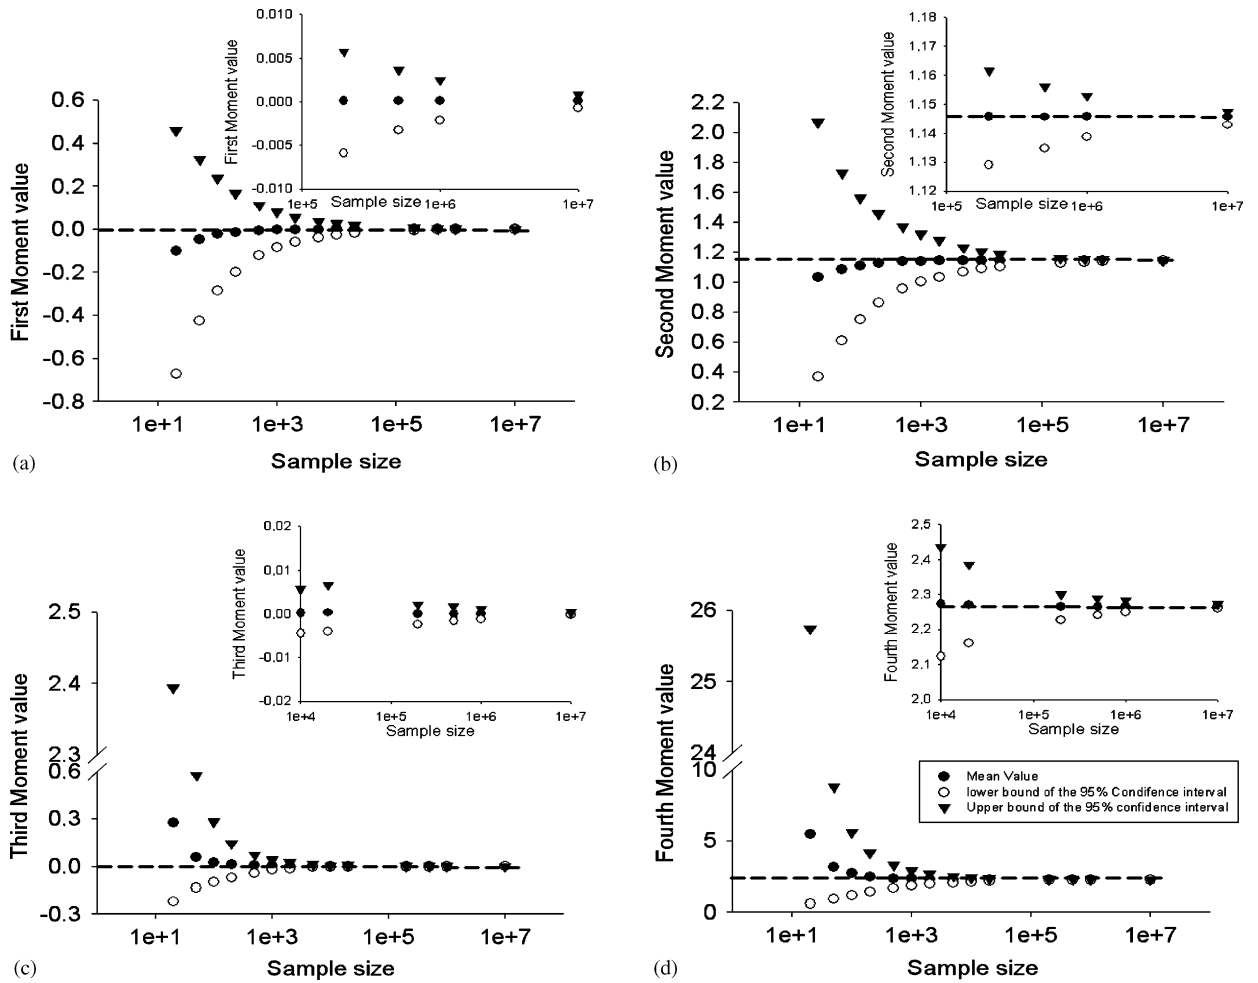 0.010
0.005
0.000
-0.005
-0.010
First Moment value
1e+5
Sample size
1e+6
1e+7
0.6
0.4
0.2
0.0
-0.2
-0.4
-0.6
-0.8
First Moment value
1e+1
1e+3
1e+5
1e+7
Sample size
(a)
1.18
1.17
1.16
1.15
1.14
1.13
1.12
Second Moment value
1e+5
Sample size
1e+6
1e+7
2.2
2.0
1.8
1.6
1.4
1.2
1.0
0.8
0.6
0.4
0.2
Second Moment value
1e+1
1e+3
1e+5
1e+7
Sample size
(b)
0.02
0.01
0.00
-0.01
-0.02
Third Moment value
1e+4
1e+5
1e+6
1e+7
Sample size
2.5
2.4
2.3
0.6
0.3
0.0
-0.3
Third Moment value
1e+1
1e+3
1e+5
1e+7
Sample size
(c)
2.5
2.4
2.3
2.2
2.1
2.0
Fourth Moment value
1e+4
1e+5
1e+6
1e+7
Sample size
26
25
24
10
5
0
Fourth Moment value
Mean Value
lower bound of the 95% Condifence interval
Upper bound of the 95% confidence interval
1e+1
1e+3
1e+5
1e+7
Sample size
(d)